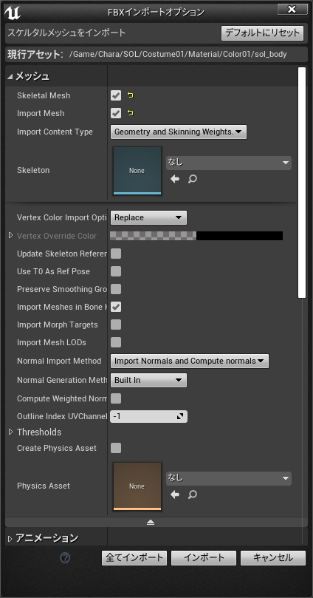 FBXインポートオプション
スケルタルメッシュをインポート
デフォルトにリセット
現行アセット: /Game/Chara/SOL/Costume01/Material/Color01/sol_body
メッシュ
Skeletal Mesh
Import Mesh
Import Content Type Geometry and Skinning Weights.
Skeleton None なし
Vertex Color Import Opti Replace
Vertex Override Color
Update Skeleton Referer
Use T0 As Ref Pose
Preserve Smoothing Gro
Import Meshes in Bone H
Import Morph Targets
Import Mesh LODs
Normal Import Method Import Normals and Compute normals
Normal Generation Meth Built In
Compute Weighted Norm
Outline Index UVChannel -1
Thresholds
Create Physics Asset
Physics Asset None なし
アニメーション
全てインポート インポート キャンセル